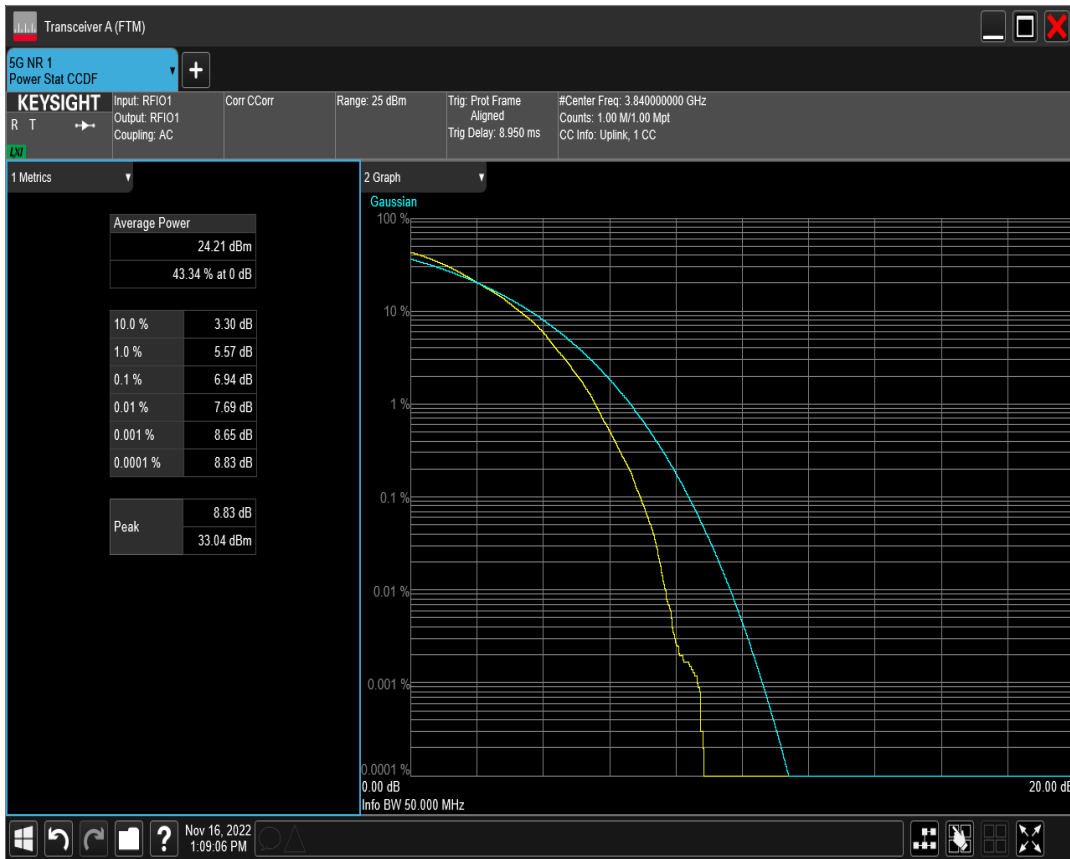 Transceiver A (FTM)
5G NR 1
Power Stat CCDF
+
KEYSIGHT
R T
LXI
Input: RFIO1
Output: RFIO1
Coupling: AC
Corr CCorr
Range: 25 dBm
Trig: Prot Frame
Aligned
Trig Delay: 8.950 ms
#Center Freq: 3.840000000 GHz
Counts: 1.00 M/1.00 Mpt
CC Info: Uplink, 1 CC
1 Metrics
Average Power
24.21 dBm
43.34 % at 0 dB
10.0 % 3.30 dB
1.0 % 5.57 dB
0.1 % 6.94 dB
0.01 % 7.69 dB
0.001 % 8.65 dB
0.0001 % 8.83 dB
Peak
8.83 dB
33.04 dBm
2 Graph
Gaussian
100 %
10 %
1 %
0.1 %
0.01 %
0.001 %
0.0001 %
0.00 dB
20.00 dB
Info BW 50.000 MHz
?
Nov 16, 2022
1:09:06 PM